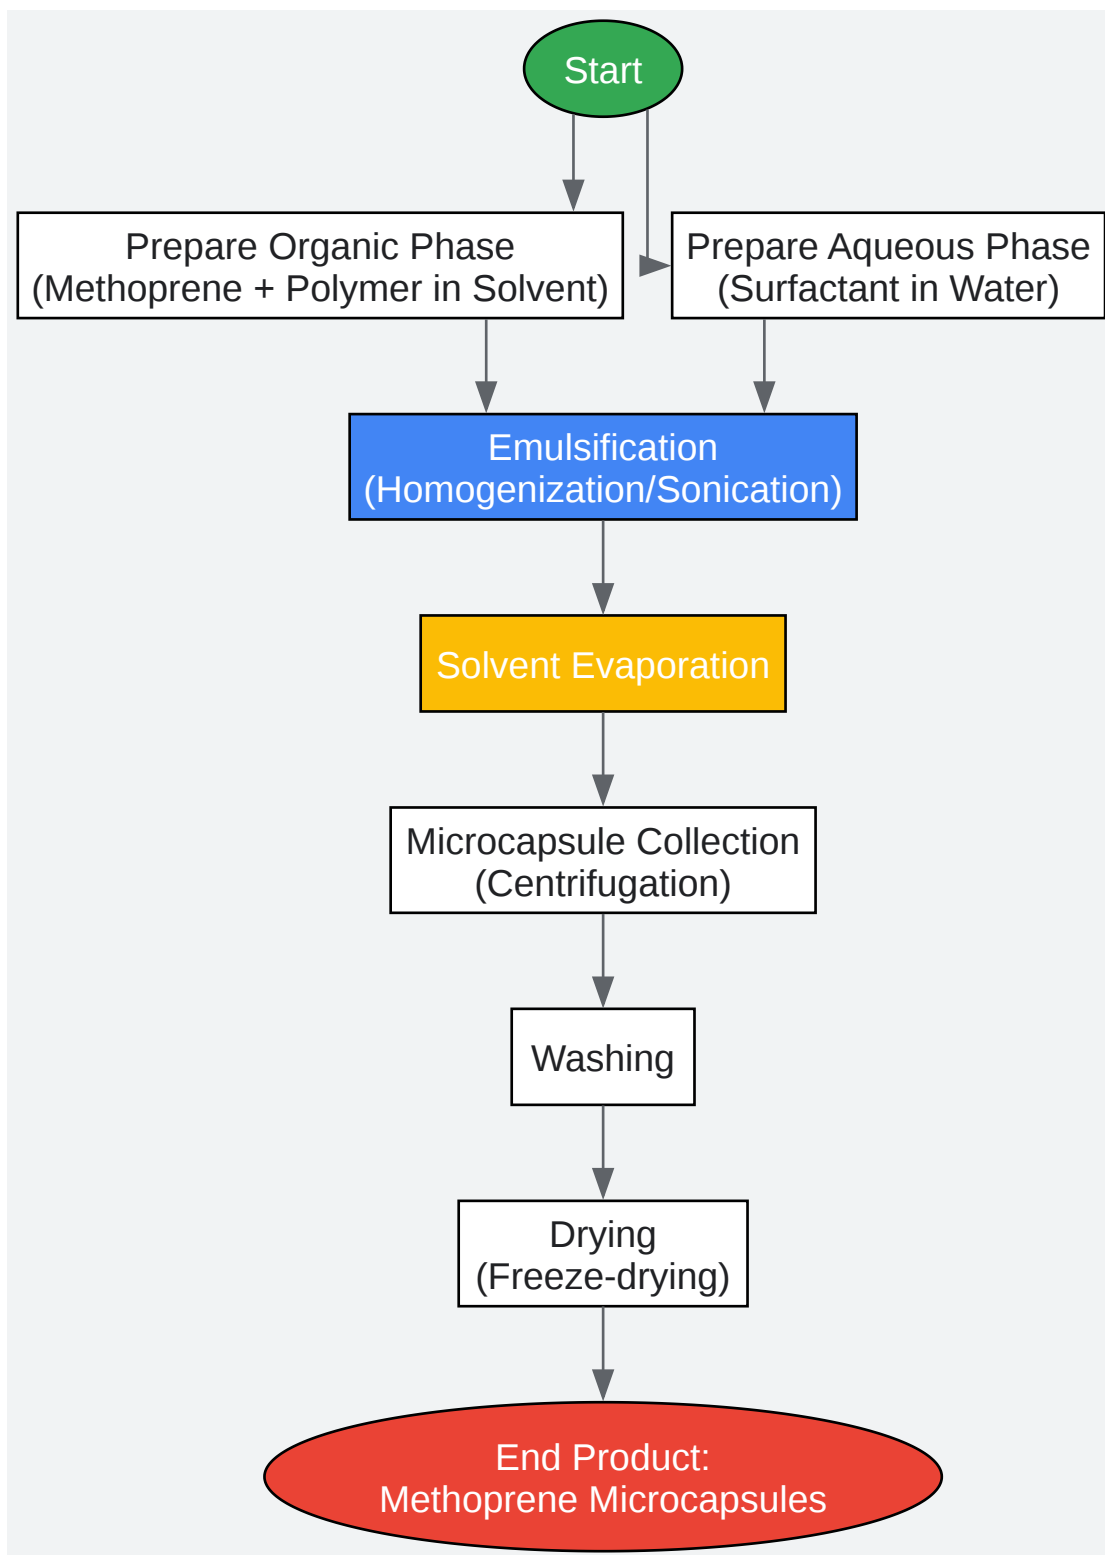 Start
Prepare Organic Phase
(Methoprene + Polymer in Solvent)
Prepare Aqueous Phase
(Surfactant in Water)
Emulsification
(Homogenization/Sonication)
Solvent Evaporation
Microcapsule Collection
(Centrifugation)
Washing
Drying
(Freeze-drying)
End Product:
Methoprene Microcapsules